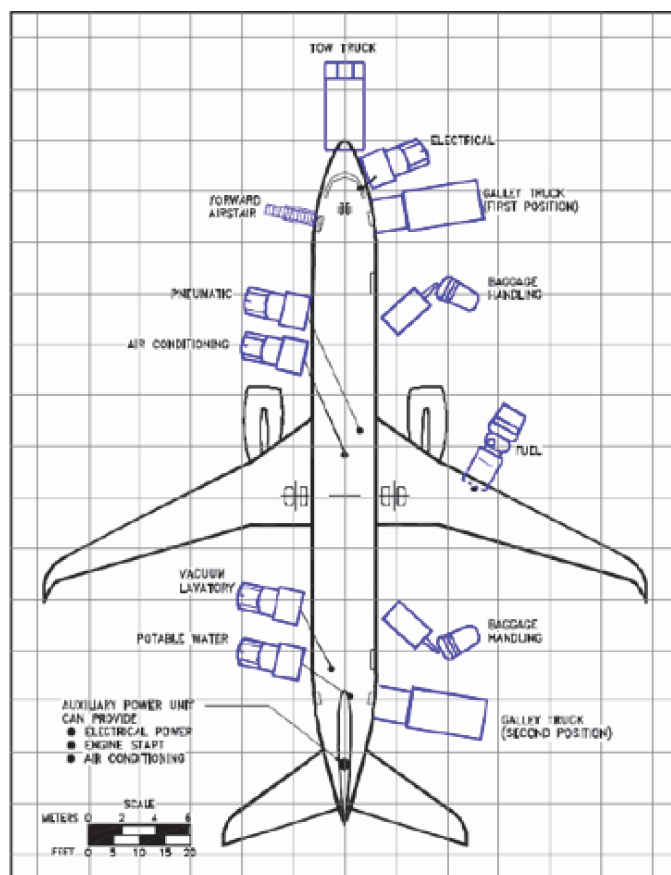 TOW TRUCK
ELECTRICAL
GALLEY TRUCK
(FIRST POSITION)
FORWARD
AIRSTAIR
PNEUMATIC
BAGGAGE
HANDLING
AIR CONDITIONING
FUEL
VACUUM
LAVATORY
BAGGAGE
HANDLING
POTABLE WATER
AUXILIARY POWER UNIT
CAN PROVIDE
● ELECTRICAL POWER
● ENGINE START
● AIR CONDITIONING
GALLEY TRUCK
(SECOND POSITION)
SCALE
METERS 0 2 4 6
FEET 0 5 10 15 20